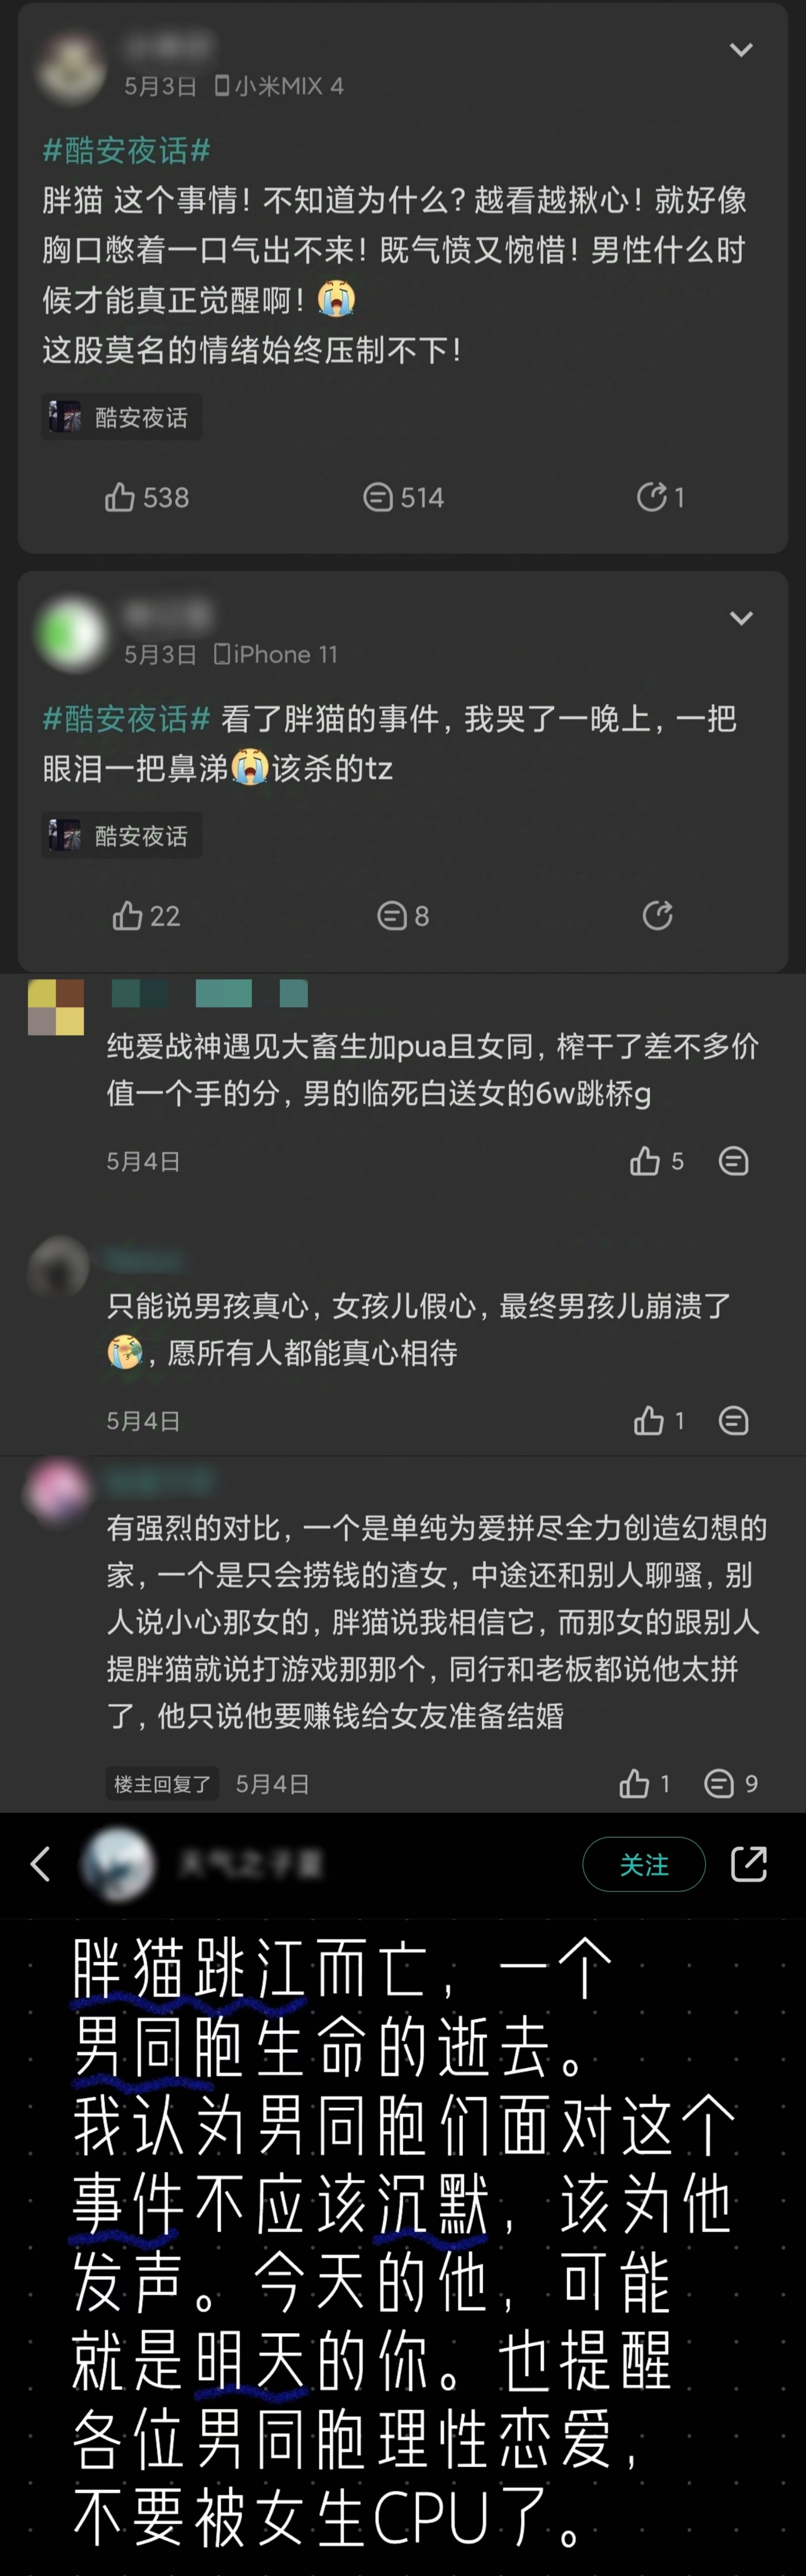 5月3日 小米MIX 4
#酷安夜话#
胖猫 这个事情！不知道为什么？越看越揪心！就好像
胸口憋着一口气出不来！既气愤又惋惜！男性什么时
候才能真正觉醒啊！😭
这股莫名的情绪始终压制不下！
酷安夜话
538 514 1
5月3日 iPhone 11
#酷安夜话# 看了胖猫的事件，我哭了一晚上，一把
眼泪一把鼻涕😭该杀的tz
酷安夜话
22 8
纯爱战神遇见大畜生加pua且女同，榨干了差不多价
值一个手的分，男的临死白送女的6w跳桥g
5月4日 5
只能说男孩真心，女孩儿假心，最终男孩儿崩溃了
，愿所有人都能真心相待
5月4日 1
有强烈的对比，一个是单纯为爱拼尽全力创造幻想的
家，一个是只会捞钱的渣女，中途还和别人聊骚，别
人说小心那女的，胖猫说我相信它，而那女的跟别人
提胖猫就说打游戏那那个，同行和老板都说他太拼
了，他只说他要赚钱给女友准备结婚
楼主回复了 5月4日 1 9
关注
胖猫跳江而亡，一个
男同胞生命的逝去。
我认为男同胞们面对这个
事件不应该沉默，该为他
发声。今天的他，可能
就是明天的你。也提醒
各位男同胞理性恋爱，
不要被女生CPU了。